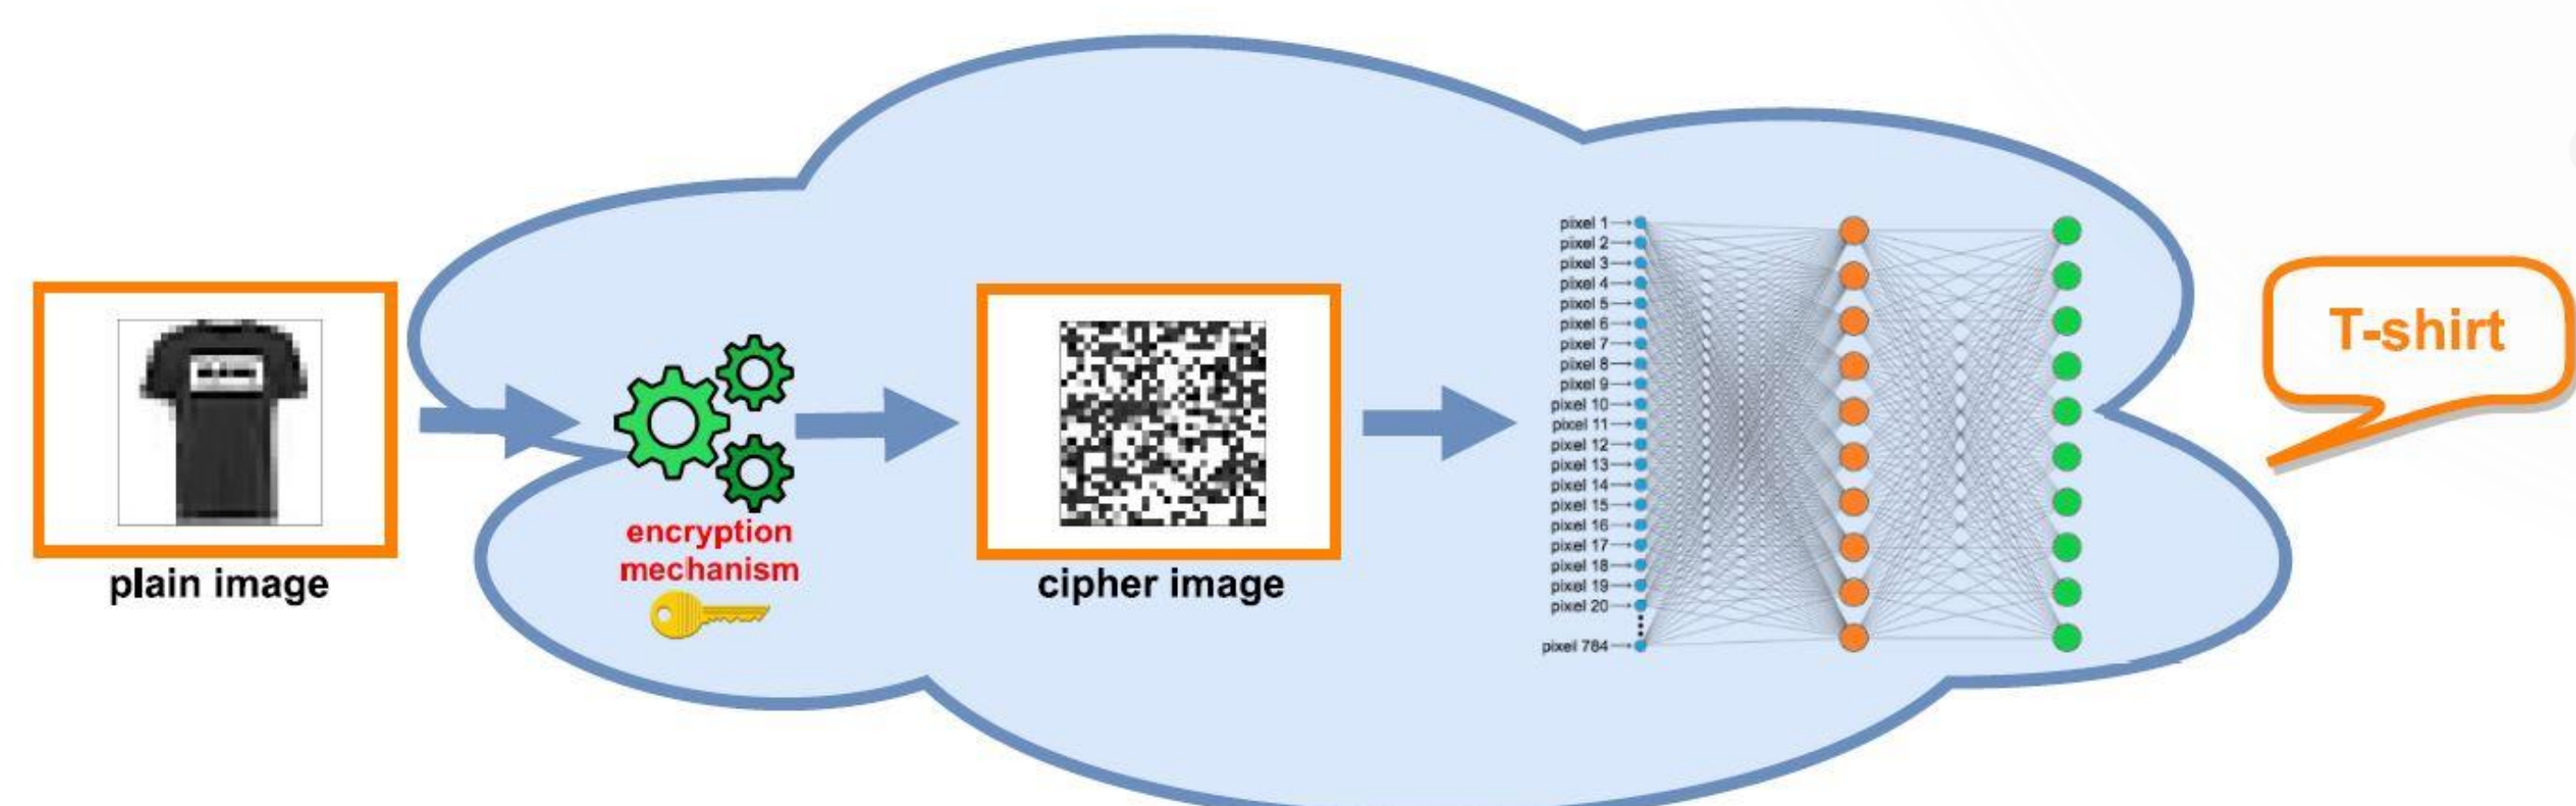 plain image
encryption
mechanism
cipher image
pixel 1
pixel 2
pixel 3
pixel 4
pixel 5
pixel 6
pixel 7
pixel 8
pixel 9
pixel 10
pixel 11
pixel 12
pixel 13
pixel 14
pixel 15
pixel 16
pixel 17
pixel 18
pixel 19
pixel 20
pixel 784
T-shirt